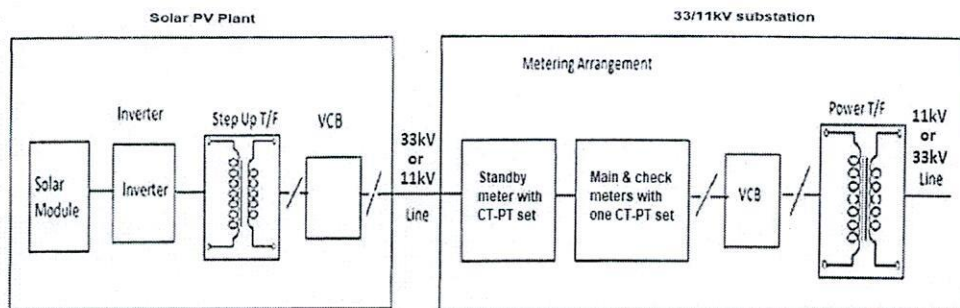 Solar PV Plant
33/11kV substation
Metering Arrangement
Inverter
Step Up T/F
VCB
Power T/F
33kV
or
11kV
Line
11kV
or
33kV
Line
Solar
Module
Inverter
Standby
meter with
CT-PT set
Main & check
meters with
one CT-PT set
VCB